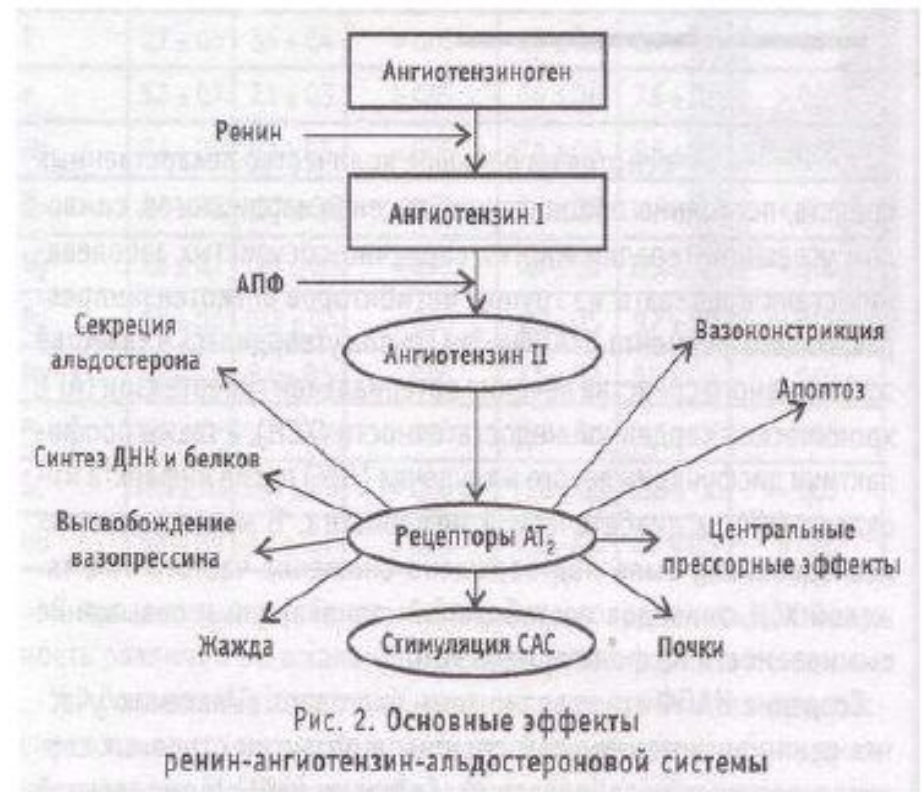 Ангиотензиноген
Ренин
Ангиотензин I
АПФ
Секреция
альдостерона
Ангиотензин II
Вазоконстрикция
Апоптоз
Синтез ДНК и белков
Высвобождение
вазопрессина
Рецепторы АТ₂
Центральные
прессорные эффекты
Жажда
Стимуляция САС
Почки
Рис. 2. Основные эффекты
ренин-ангиотензин-альдостероновой системы